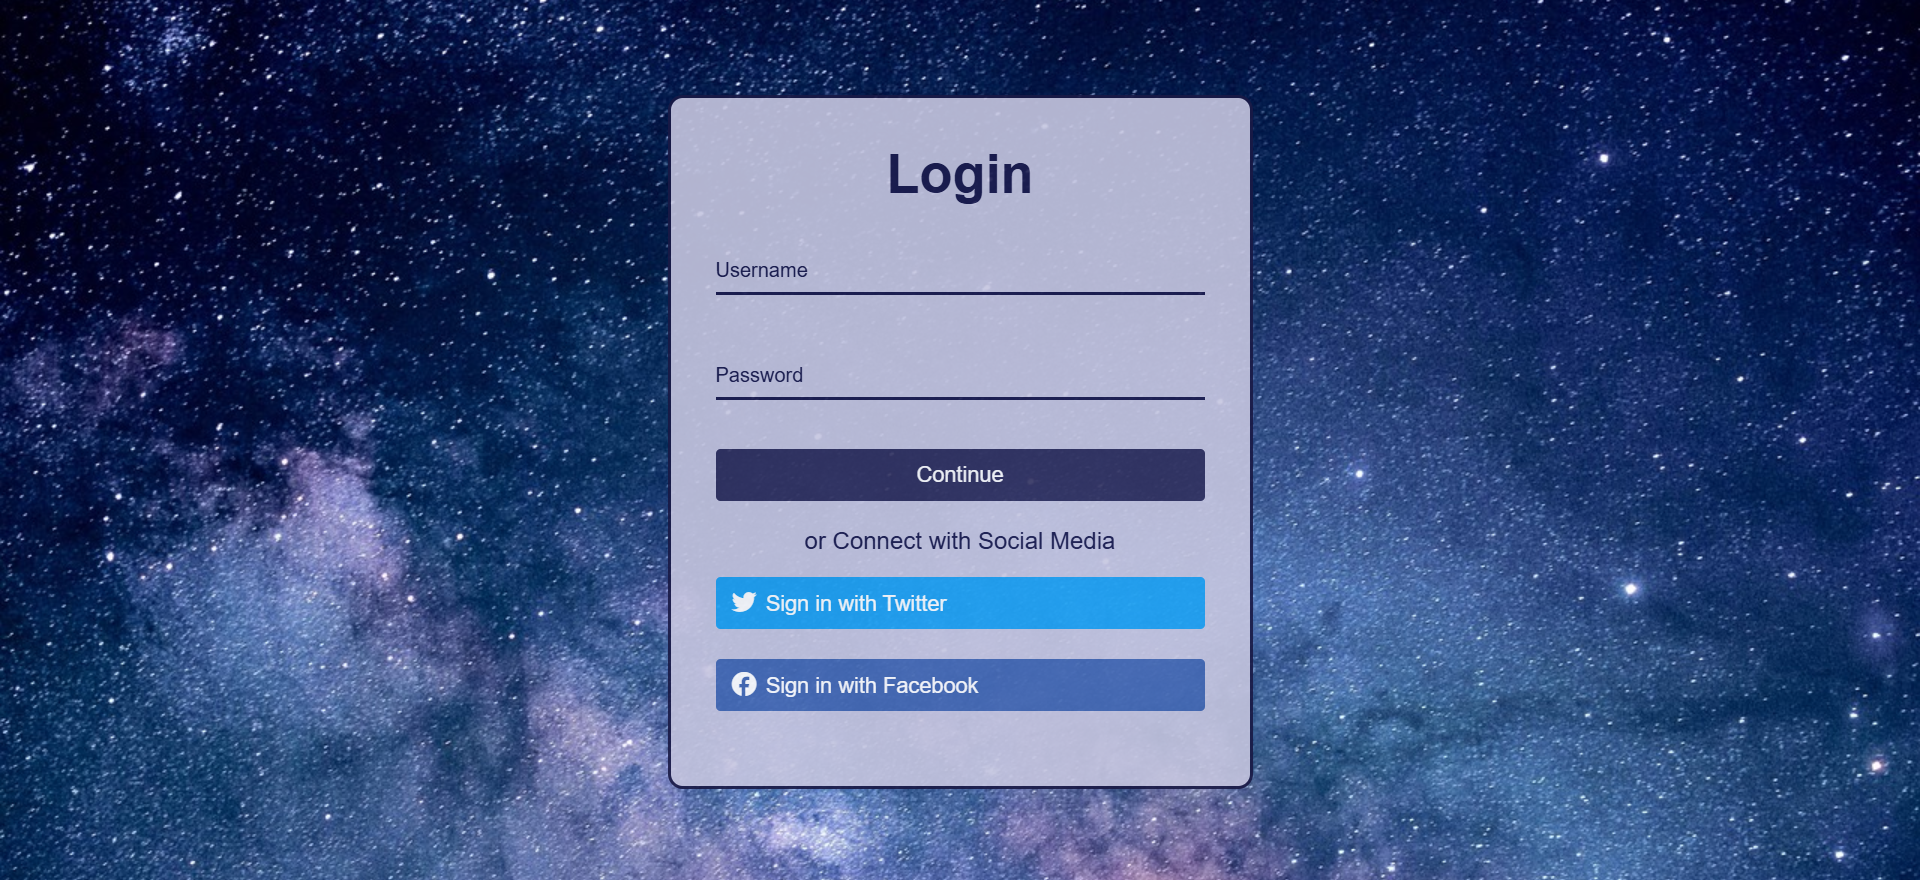 Login
Username
Password
Continue
or Connect with Social Media
Sign in with Twitter
Sign in with Facebook